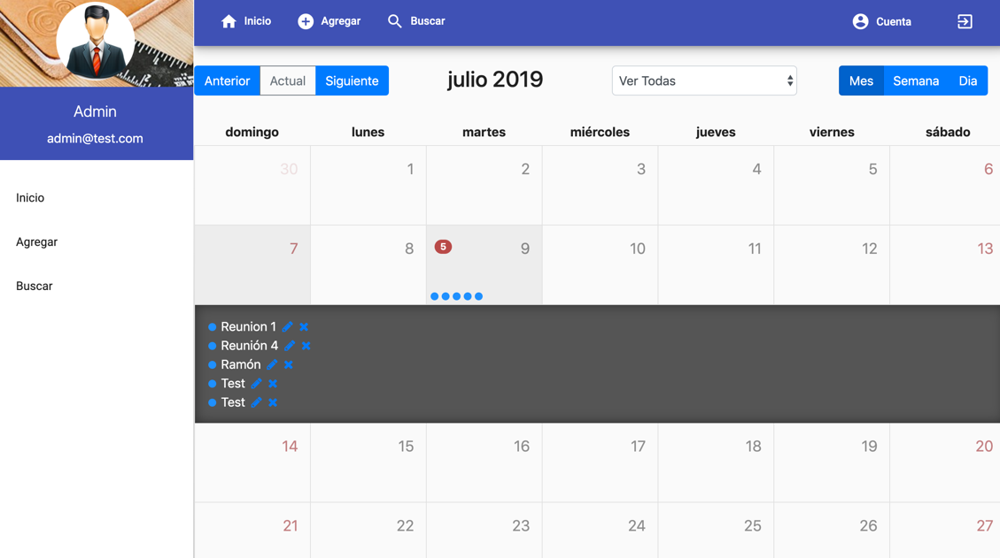 Inicio Agregar Buscar Cuenta
Admin
admin@test.com
Inicio
Agregar
Buscar
Anterior Actual Siguiente julio 2019 Ver Todas Mes Semana Dia
domingo lunes martes miércoles jueves viernes sábado
30 1 2 3 4 5 6
7 8 5 9 10 11 12 13
Reunion 1
Reunión 4
Ramón
Test
Test
14 15 16 17 18 19 20
21 22 23 24 25 26 27